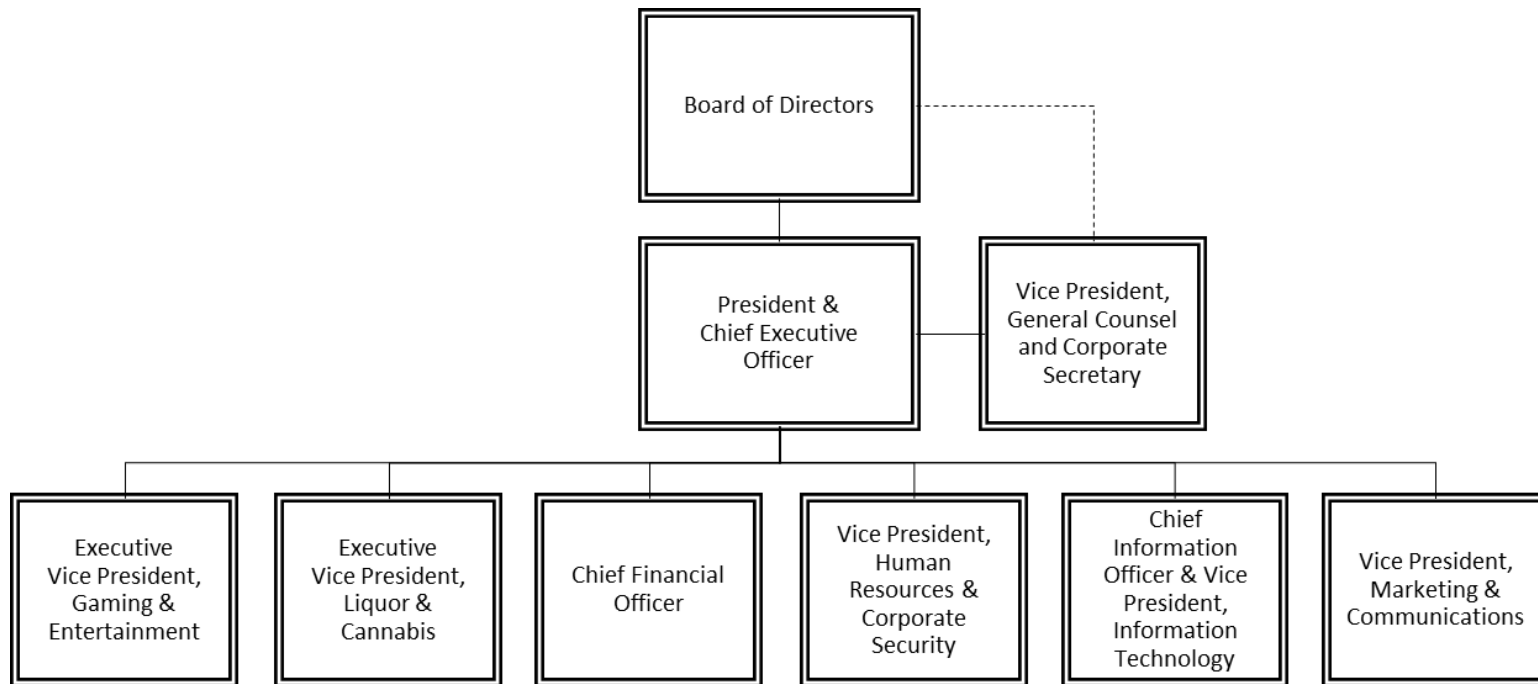 Board of Directors
President &
Chief Executive
Officer
Vice President,
General Counsel
and Corporate
Secretary
Executive
Vice President,
Gaming &
Entertainment
Executive
Vice President,
Liquor &
Cannabis
Chief Financial
Officer
Vice President,
Human
Resources &
Corporate
Security
Chief
Information
Officer & Vice
President,
Information
Technology
Vice President,
Marketing &
Communications